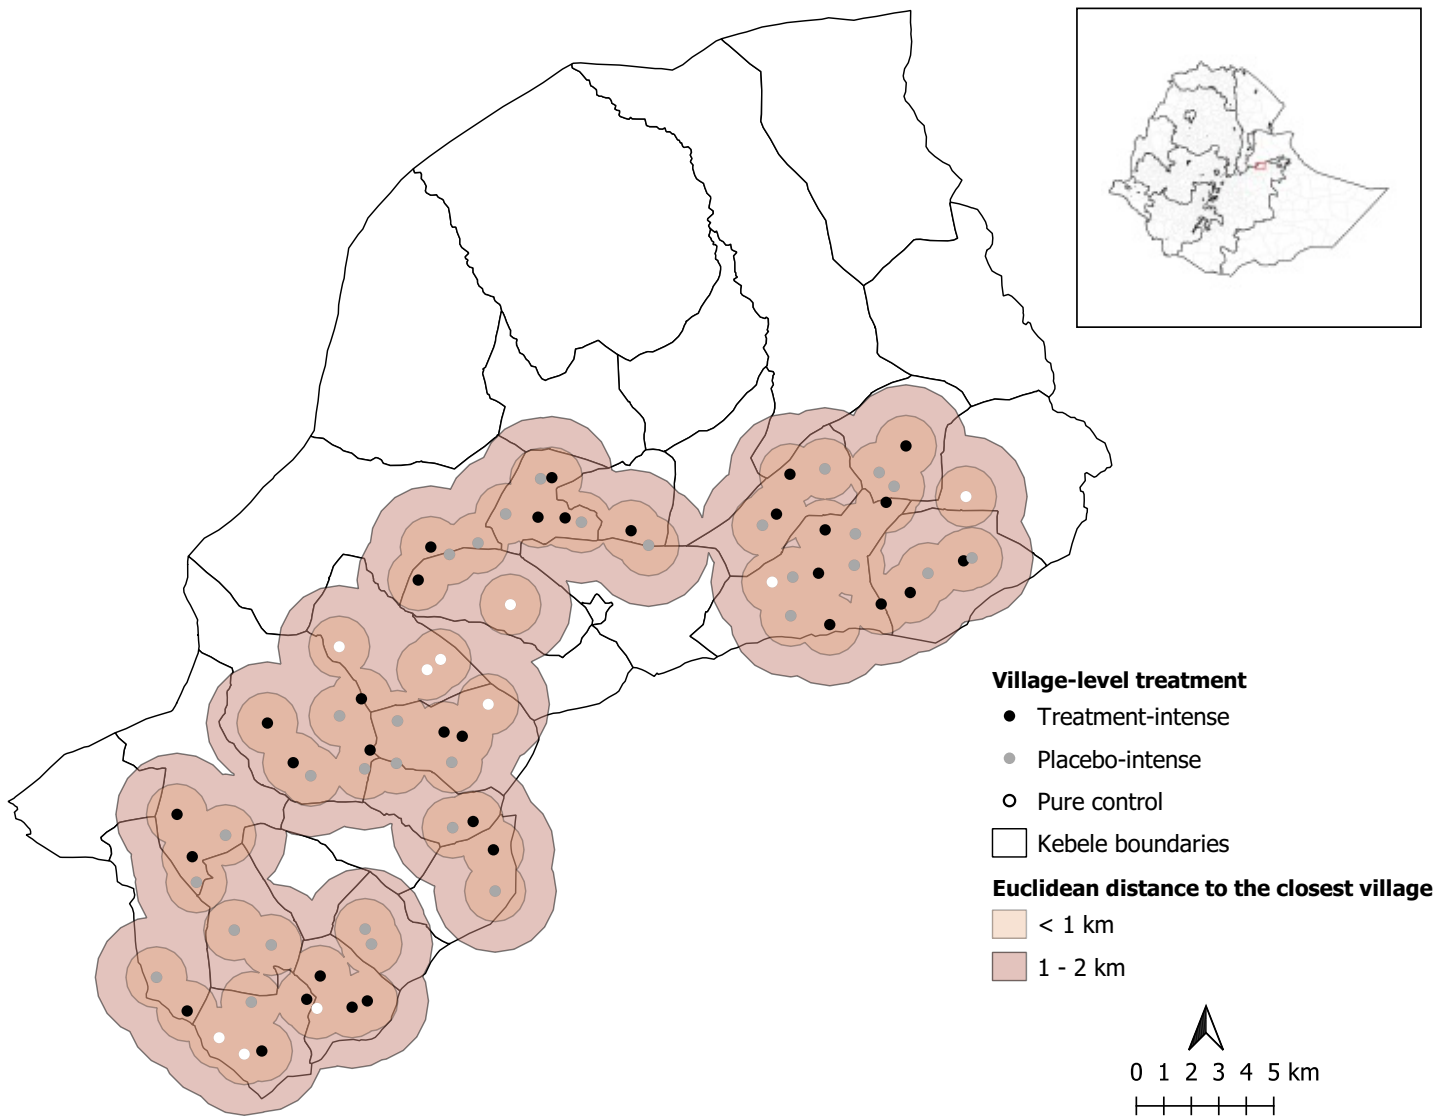 Village-level treatment
Treatment-intense
Placebo-intense
Pure control
Kebele boundaries
Euclidean distance to the closest village
< 1 km
1 - 2 km
0 1 2 3 4 5 km